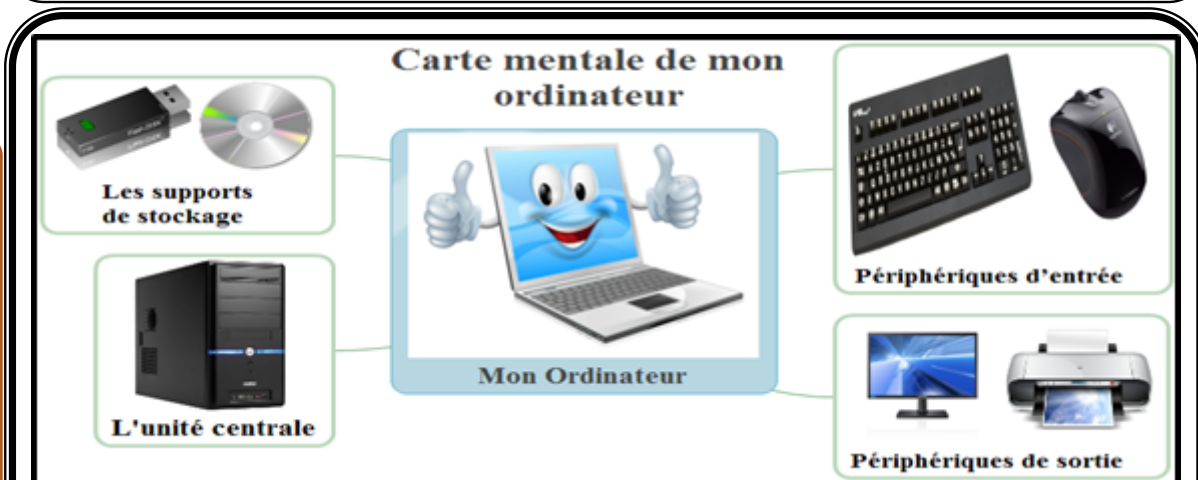 Carte mentale de mon
ordinateur
Les supports
de stockage
L'unité centrale
Mon Ordinateur
Périphériques d'entrée
Périphériques de sortie